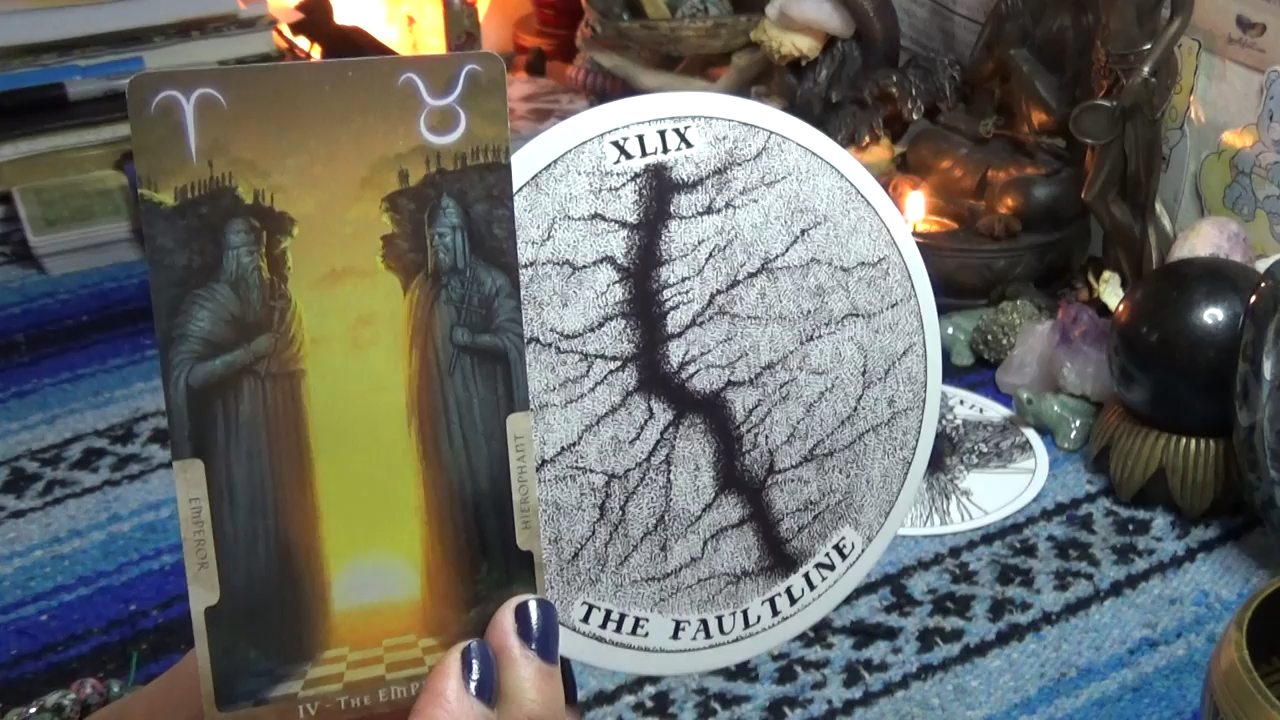 XLIX
EMPEROR
HIEROPHANT
THE FAULTLINE
IV - THE EMP